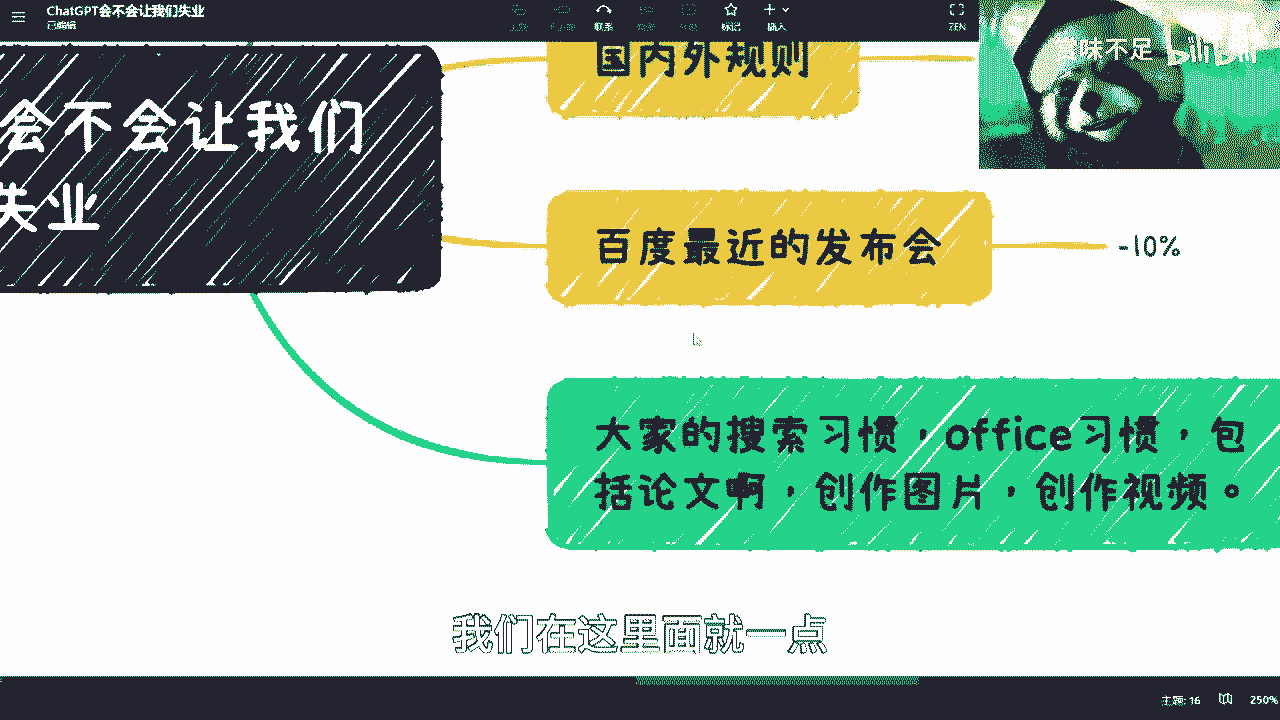 ChatGPT会不会让我们失业
已编辑
联系
标记
插入
ZEN
味不足 bilibili
国内外规则
会不会让我们
失业
百度最近的发布会
-10%
大家的搜索习惯,office习惯,包
括论文啊,创作图片,创作视频。
我们在这里面就一点
主题: 16
250%